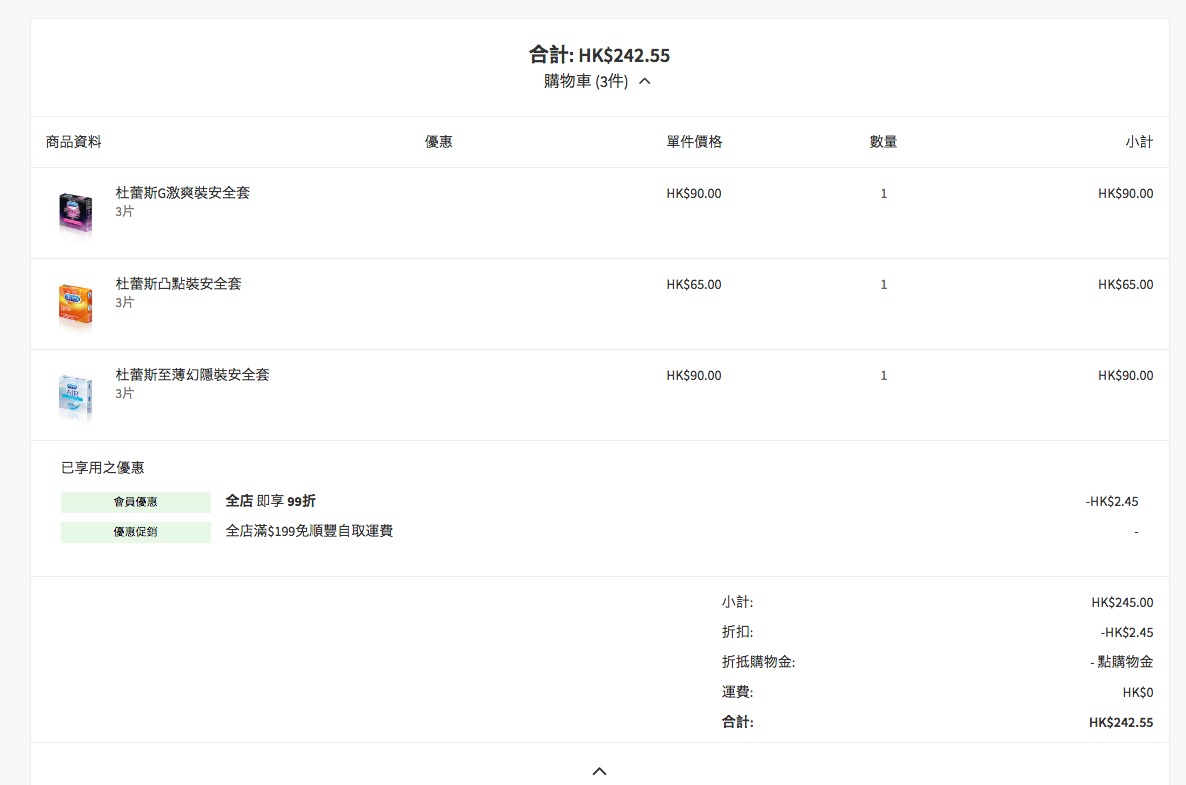 合計: HK$242.55
購物車 (3件)
商品資料 優惠 單件價格 數量 小計
杜蕾斯G激爽裝安全套 HK$90.00 1 HK$90.00
3片
杜蕾斯凸點裝安全套 HK$65.00 1 HK$65.00
3片
杜蕾斯至薄幻隱裝安全套 HK$90.00 1 HK$90.00
3片
AIR
已享用之優惠
會員優惠 全店 即享 99折 -HK$2.45
優惠促銷 全店滿$199免順豐自取運費 -
小計: HK$245.00
折扣: -HK$2.45
折抵購物金: - 點購物金
運費: HK$0
合計: HK$242.55